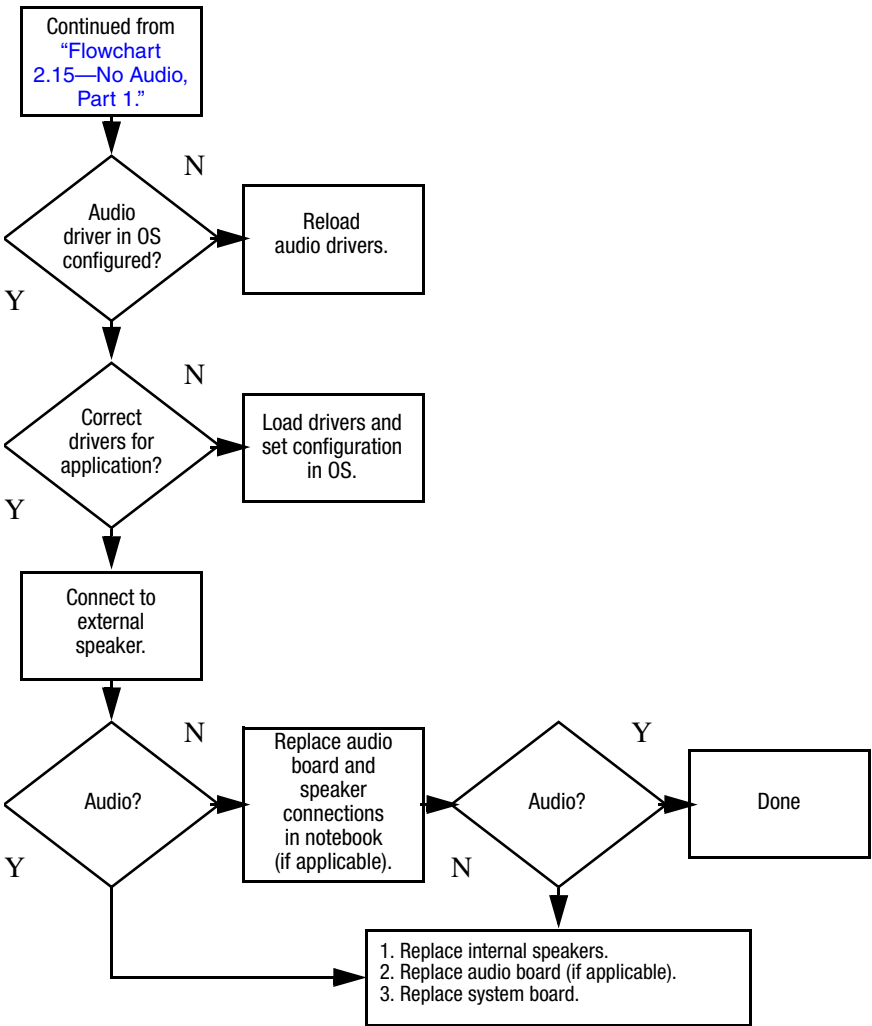 Continued from
“Flowchart
2.15—No Audio,
Part 1.”
N
Audio
driver in OS
configured?
Reload
audio drivers.
Y
N
Correct
drivers for
application?
Load drivers and
set configuration
in OS.
Y
Connect to
external
speaker.
N
Audio?
Y
Replace audio
board and
speaker
connections
in notebook
(if applicable).
Audio?
Y
N
Done
1. Replace internal speakers.
2. Replace audio board (if applicable).
3. Replace system board.